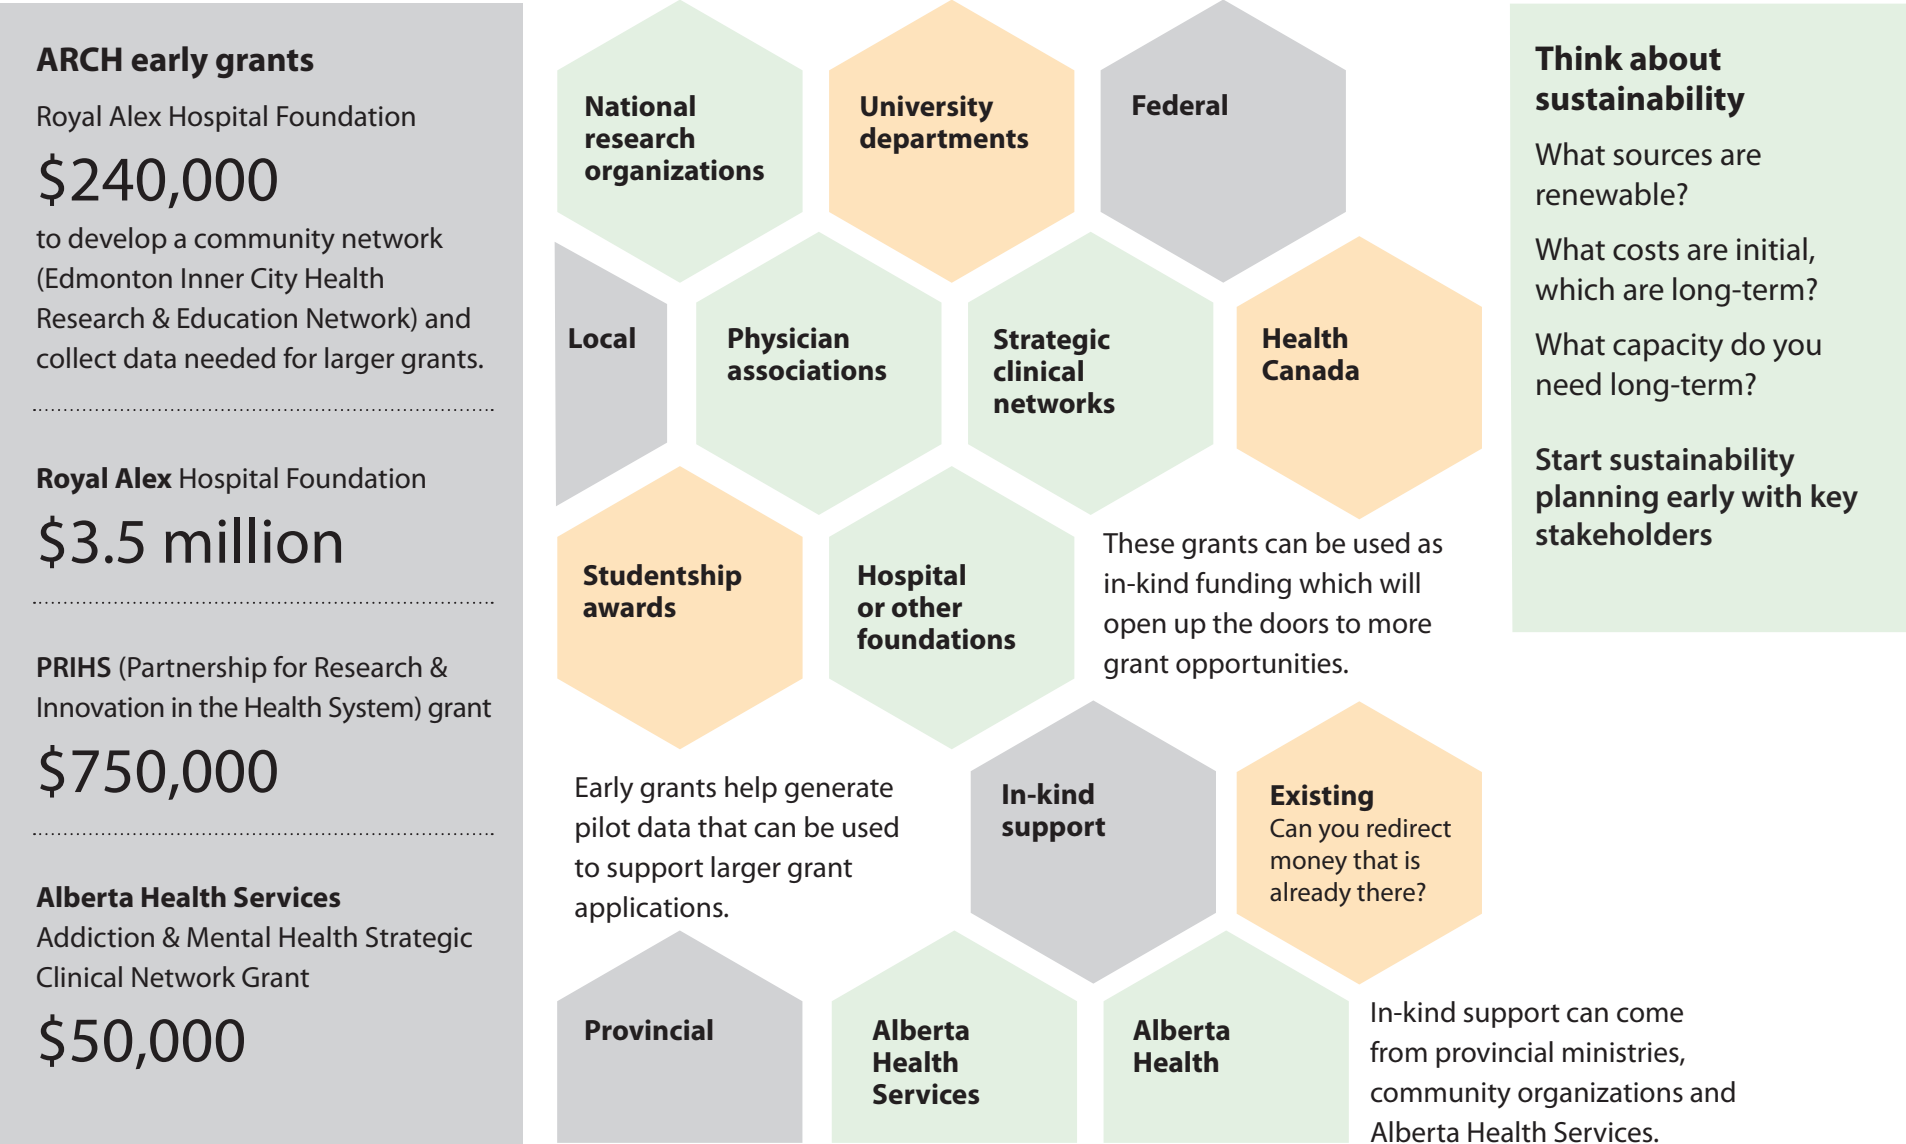 ARCH early grants
Royal Alex Hospital Foundation
$240,000
to develop a community network
(Edmonton Inner City Health
Research & Education Network) and
collect data needed for larger grants.
Royal Alex Hospital Foundation
$3.5 million
PRIHS (Partnership for Research &
Innovation in the Health System) grant
$750,000
Alberta Health Services
Addiction & Mental Health Strategic
Clinical Network Grant
$50,000
National
research
organizations
University
departments
Federal
Local
Physician
associations
Strategic
clinical
networks
Health
Canada
Studentship
awards
Hospital
or other
foundations
These grants can be used as
in-kind funding which will
open up the doors to more
grant opportunities.
Early grants help generate
pilot data that can be used
to support larger grant
applications.
In-kind
support
Existing
Can you redirect
money that is
already there?
Provincial
Alberta
Health
Services
Alberta
Health
In-kind support can come
from provincial ministries,
community organizations and
Alberta Health Services.
Think about
sustainability
What sources are
renewable?
What costs are initial,
which are long-term?
What capacity do you
need long-term?
Start sustainability
planning early with key
stakeholders